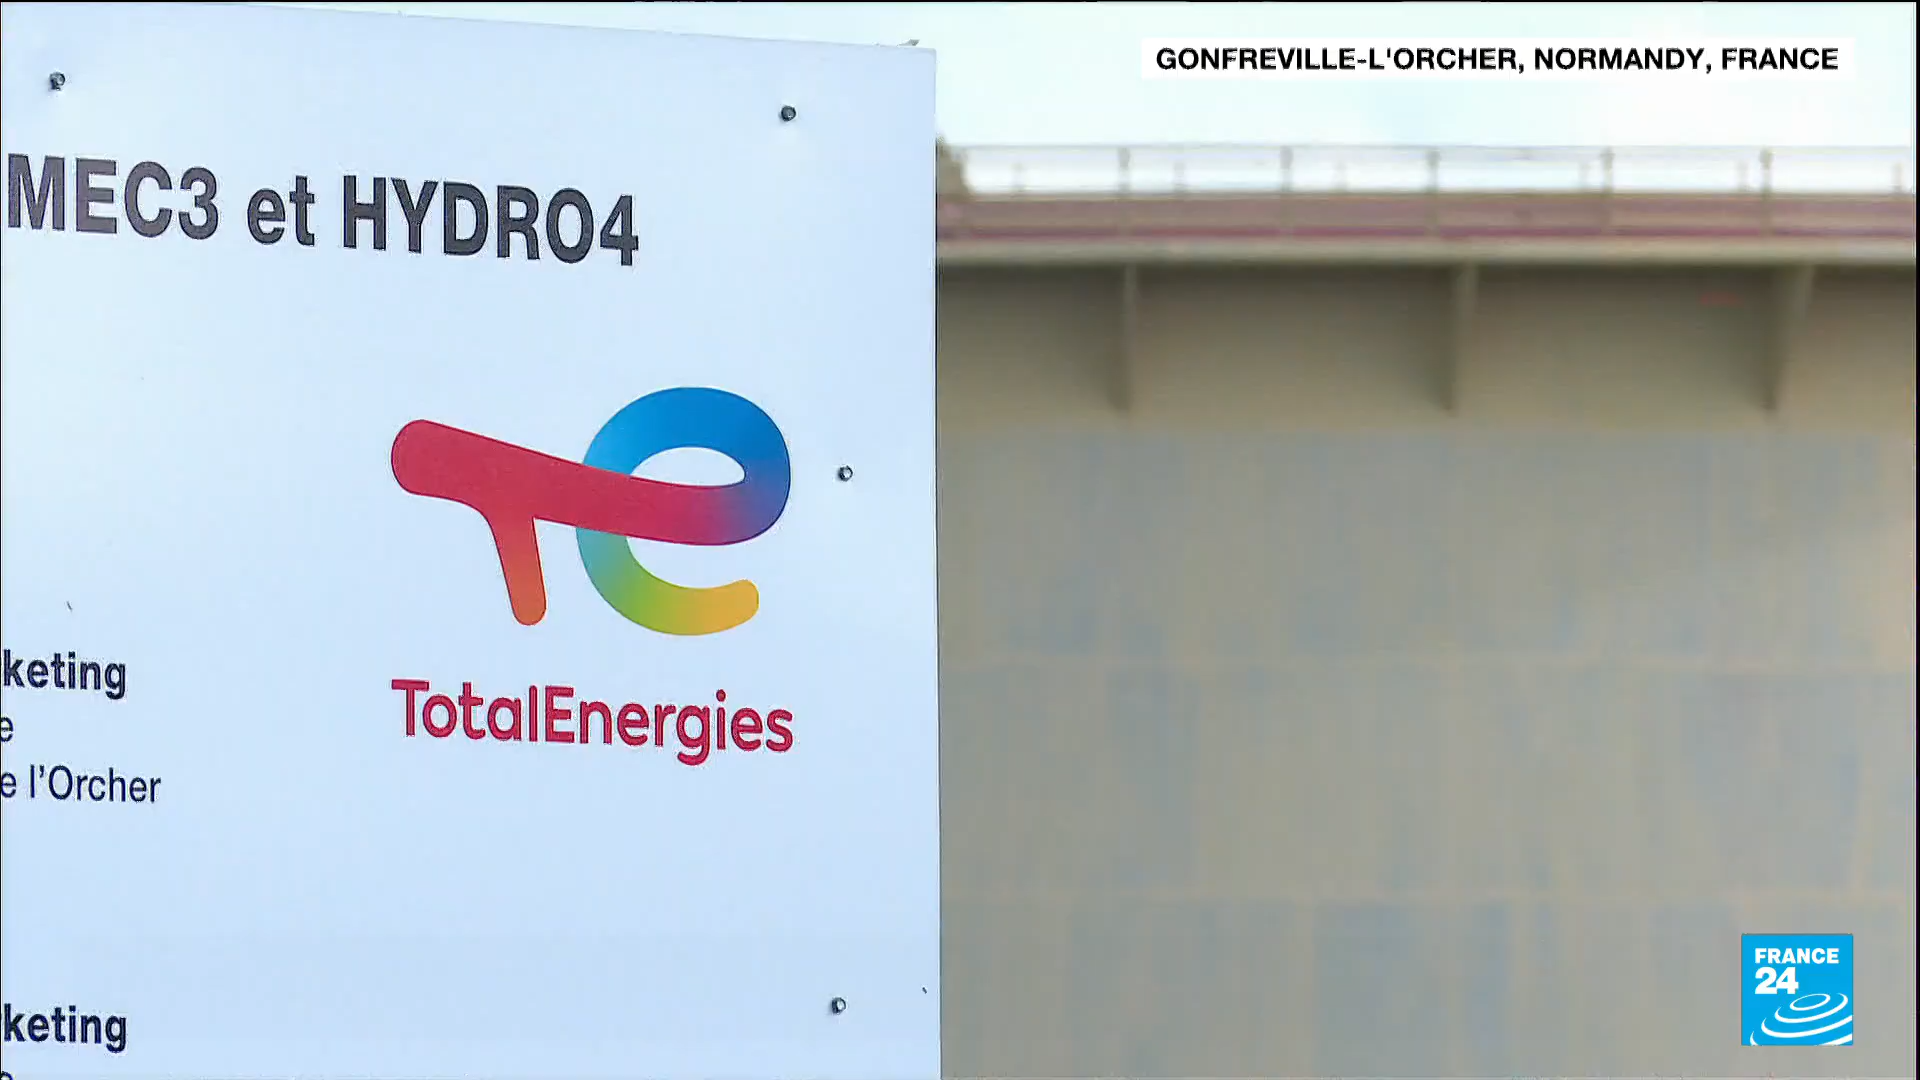 GONFREVILLE-L'ORCHER, NORMANDY, FRANCE
MEC3 et HYDRO4
TotalEnergies
keting
e
e l'Orcher
keting
FRANCE
24